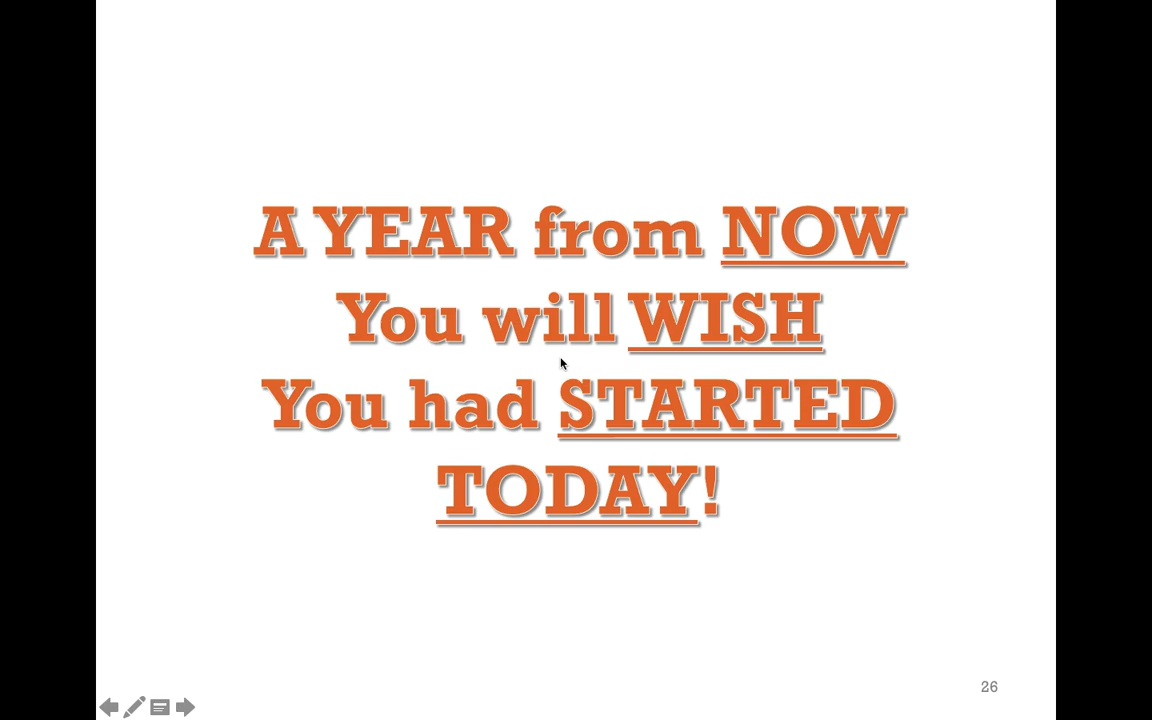 A YEAR from NOW
You will WISH
You had STARTED
TODAY!
26